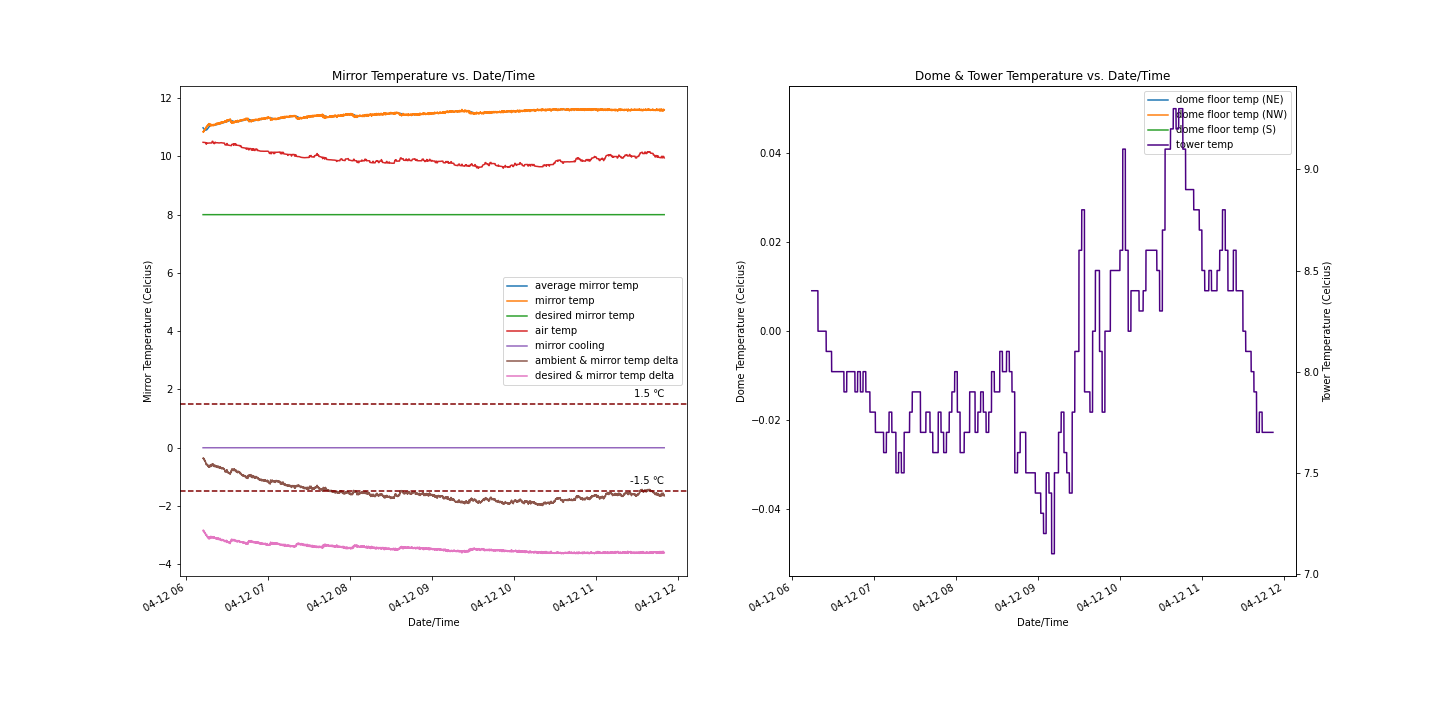 Mirror Temperature vs. Date/Time
12
10
8
6
4
2
0
−2
−4
Mirror Temperature (Celcius)
average mirror temp
mirror temp
desired mirror temp
air temp
mirror cooling
ambient & mirror temp delta
desired & mirror temp delta
1.5 °C
-1.5 °C
04-12 06
04-12 07
04-12 08
04-12 09
04-12 10
04-12 11
04-12 12
Date/Time
Dome & Tower Temperature vs. Date/Time
0.04
0.02
0.00
−0.02
−0.04
Dome Temperature (Celcius)
dome floor temp (NE)
dome floor temp (NW)
dome floor temp (S)
tower temp
9.0
8.5
8.0
7.5
7.0
Tower Temperature (Celcius)
04-12 06
04-12 07
04-12 08
04-12 09
04-12 10
04-12 11
04-12 12
Date/Time